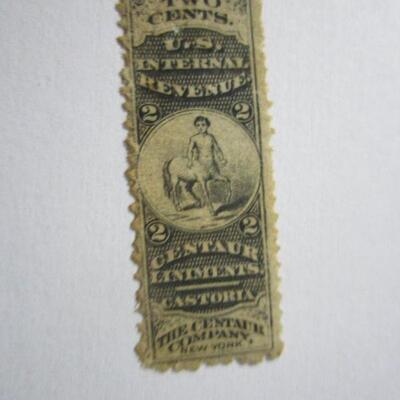 TWO
CENTS.
U.S.
INTERNAL
REVENUE.
2 2
2 2
CENTAUR
LINIMENTS.
CASTORIA
THE CENTAUR
COMPANY,
NEW YORK.